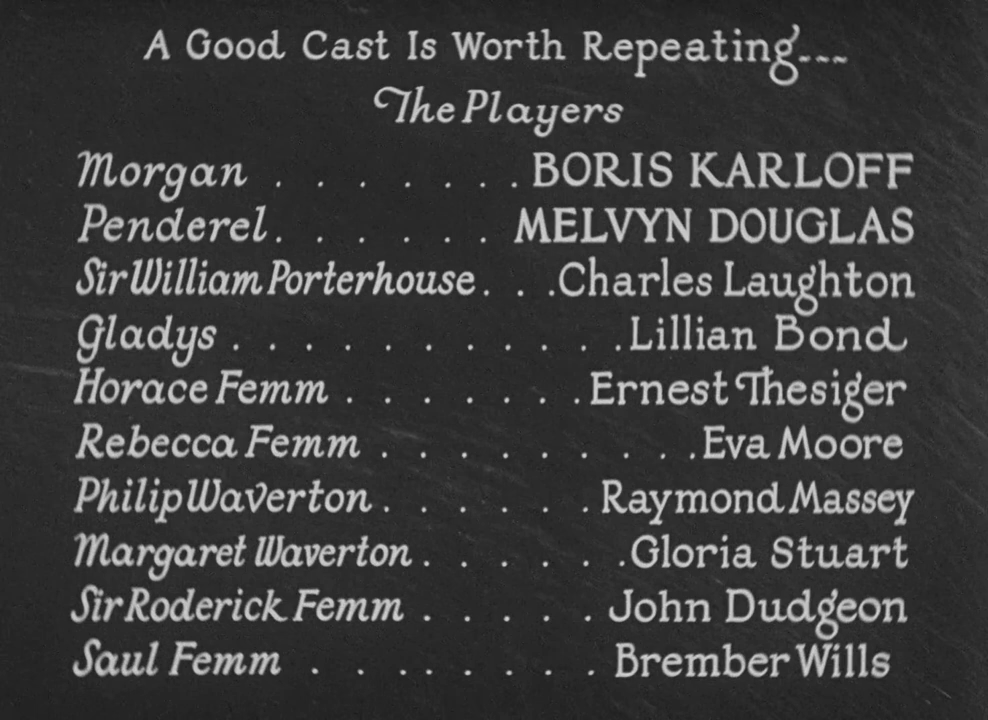 A Good Cast Is Worth Repeating---
The Players
Morgan . . . . . . . BORIS KARLOFF
Penderel. . . . . . MELVYN DOUGLAS
Sir William Porterhouse. . .Charles Laughton
Gladys . . . . . . . . . . . .Lillian Bond
Horace Femm . . . . . . . .Ernest Thesiger
Rebecca Femm . . . . . . . . . .Eva Moore
Philip Waverton. . . . . .Raymond Massey
Margaret Waverton . . . . . .Gloria Stuart
Sir Roderick Femm . . . . . John Dudgeon
Saul Femm . . . . . . . . Brember Wills